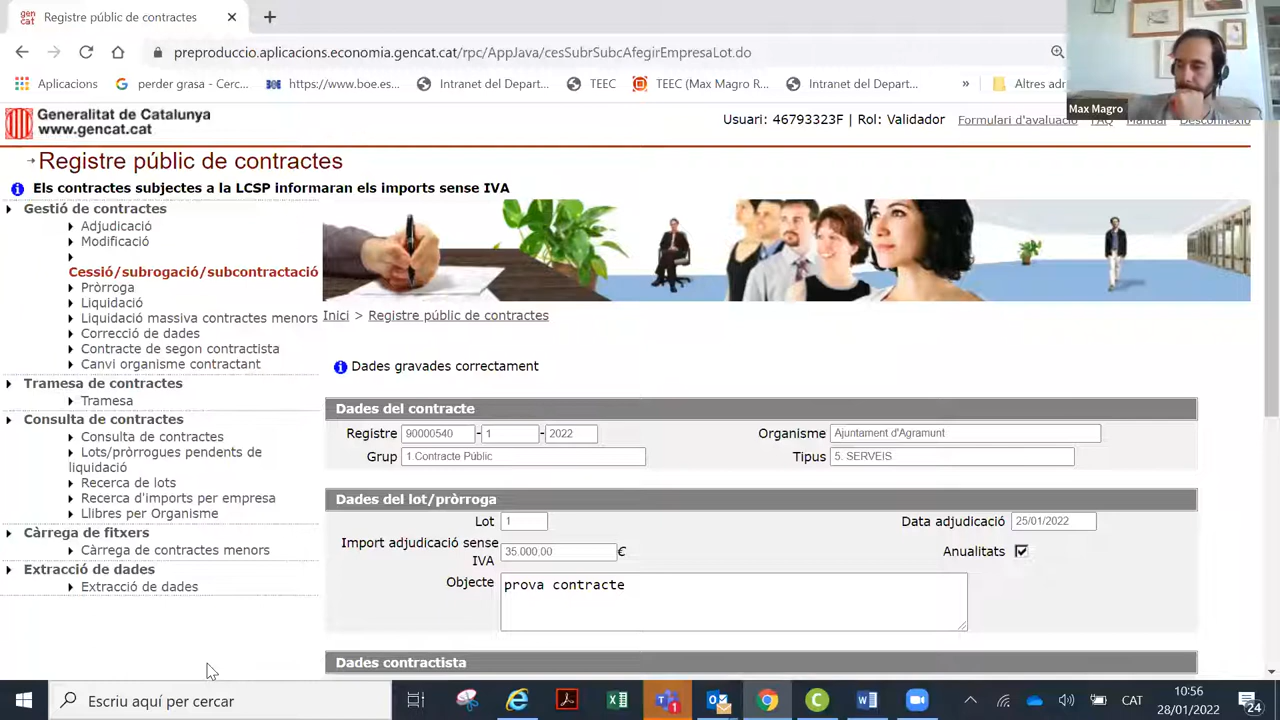 Registre públic de contractes
preproduccio.aplicacions.economia.gencat.cat/rpc/AppJava/cesSubrSubcAfegirEmpresaLot.do
Aplicacions
perder grasa - Cerc...
https://www.boe.es...
Intranet del Depart...
TEEC
TEEC (Max Magro R...
Intranet del Depart...
»
Altres adr
Max Magro
Generalitat de Catalunya
www.gencat.cat
Usuari: 46793323F | Rol: Validador
Formulari d'avaluació
FAQ
Manual
Desconnexió
Registre públic de contractes
Els contractes subjectes a la LCSP informaran els imports sense IVA
Gestió de contractes
Adjudicació
Modificació
Cessió/subrogació/subcontractació
Pròrroga
Liquidació
Liquidació massiva contractes menors
Correcció de dades
Contracte de segon contractista
Canvi organisme contractant
Tramesa de contractes
Tramesa
Consulta de contractes
Consulta de contractes
Lots/pròrrogues pendents de
liquidació
Recerca de lots
Recerca d'imports per empresa
Llibres per Organisme
Càrrega de fitxers
Càrrega de contractes menors
Extracció de dades
Extracció de dades
Inici > Registre públic de contractes
Dades gravades correctament
Dades del contracte
Registre 90000540 - 1 - 2022
Organisme Ajuntament d'Agramunt
Grup 1.Contracte Públic
Tipus 5. SERVEIS
Dades del lot/pròrroga
Lot 1
Data adjudicació 25/01/2022
Import adjudicació sense
IVA 35.000,00 €
Anualitats
Objecte prova contracte
Dades contractista
Escriu aquí per cercar
CAT
10:56
28/01/2022
24